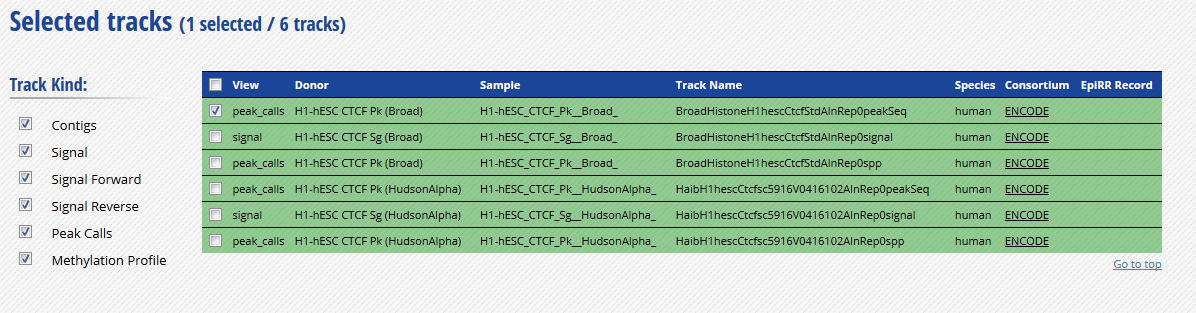 Selected tracks (1 selected / 6 tracks)
Track Kind:
Contigs
Signal
Signal Forward
Signal Reverse
Peak Calls
Methylation Profile
View Donor Sample Track Name Species Consortium EpiRR Record
peak_calls H1-hESC CTCF Pk (Broad) H1-hESC_CTCF_Pk__Broad_ BroadHistoneH1hescCtcfStdAlnRep0peakSeq human ENCODE
signal H1-hESC CTCF Sg (Broad) H1-hESC_CTCF_Sg__Broad_ BroadHistoneH1hescCtcfStdAlnRep0signal human ENCODE
peak_calls H1-hESC CTCF Pk (Broad) H1-hESC_CTCF_Pk__Broad_ BroadHistoneH1hescCtcfStdAlnRep0spp human ENCODE
peak_calls H1-hESC CTCF Pk (HudsonAlpha) H1-hESC_CTCF_Pk__HudsonAlpha_ HaibH1hescCtcfsc5916V0416102AlnRep0peakSeq human ENCODE
signal H1-hESC CTCF Sg (HudsonAlpha) H1-hESC_CTCF_Sg__HudsonAlpha_ HaibH1hescCtcfsc5916V0416102AlnRep0signal human ENCODE
peak_calls H1-hESC CTCF Pk (HudsonAlpha) H1-hESC_CTCF_Pk__HudsonAlpha_ HaibH1hescCtcfsc5916V0416102AlnRep0spp human ENCODE
Go to top